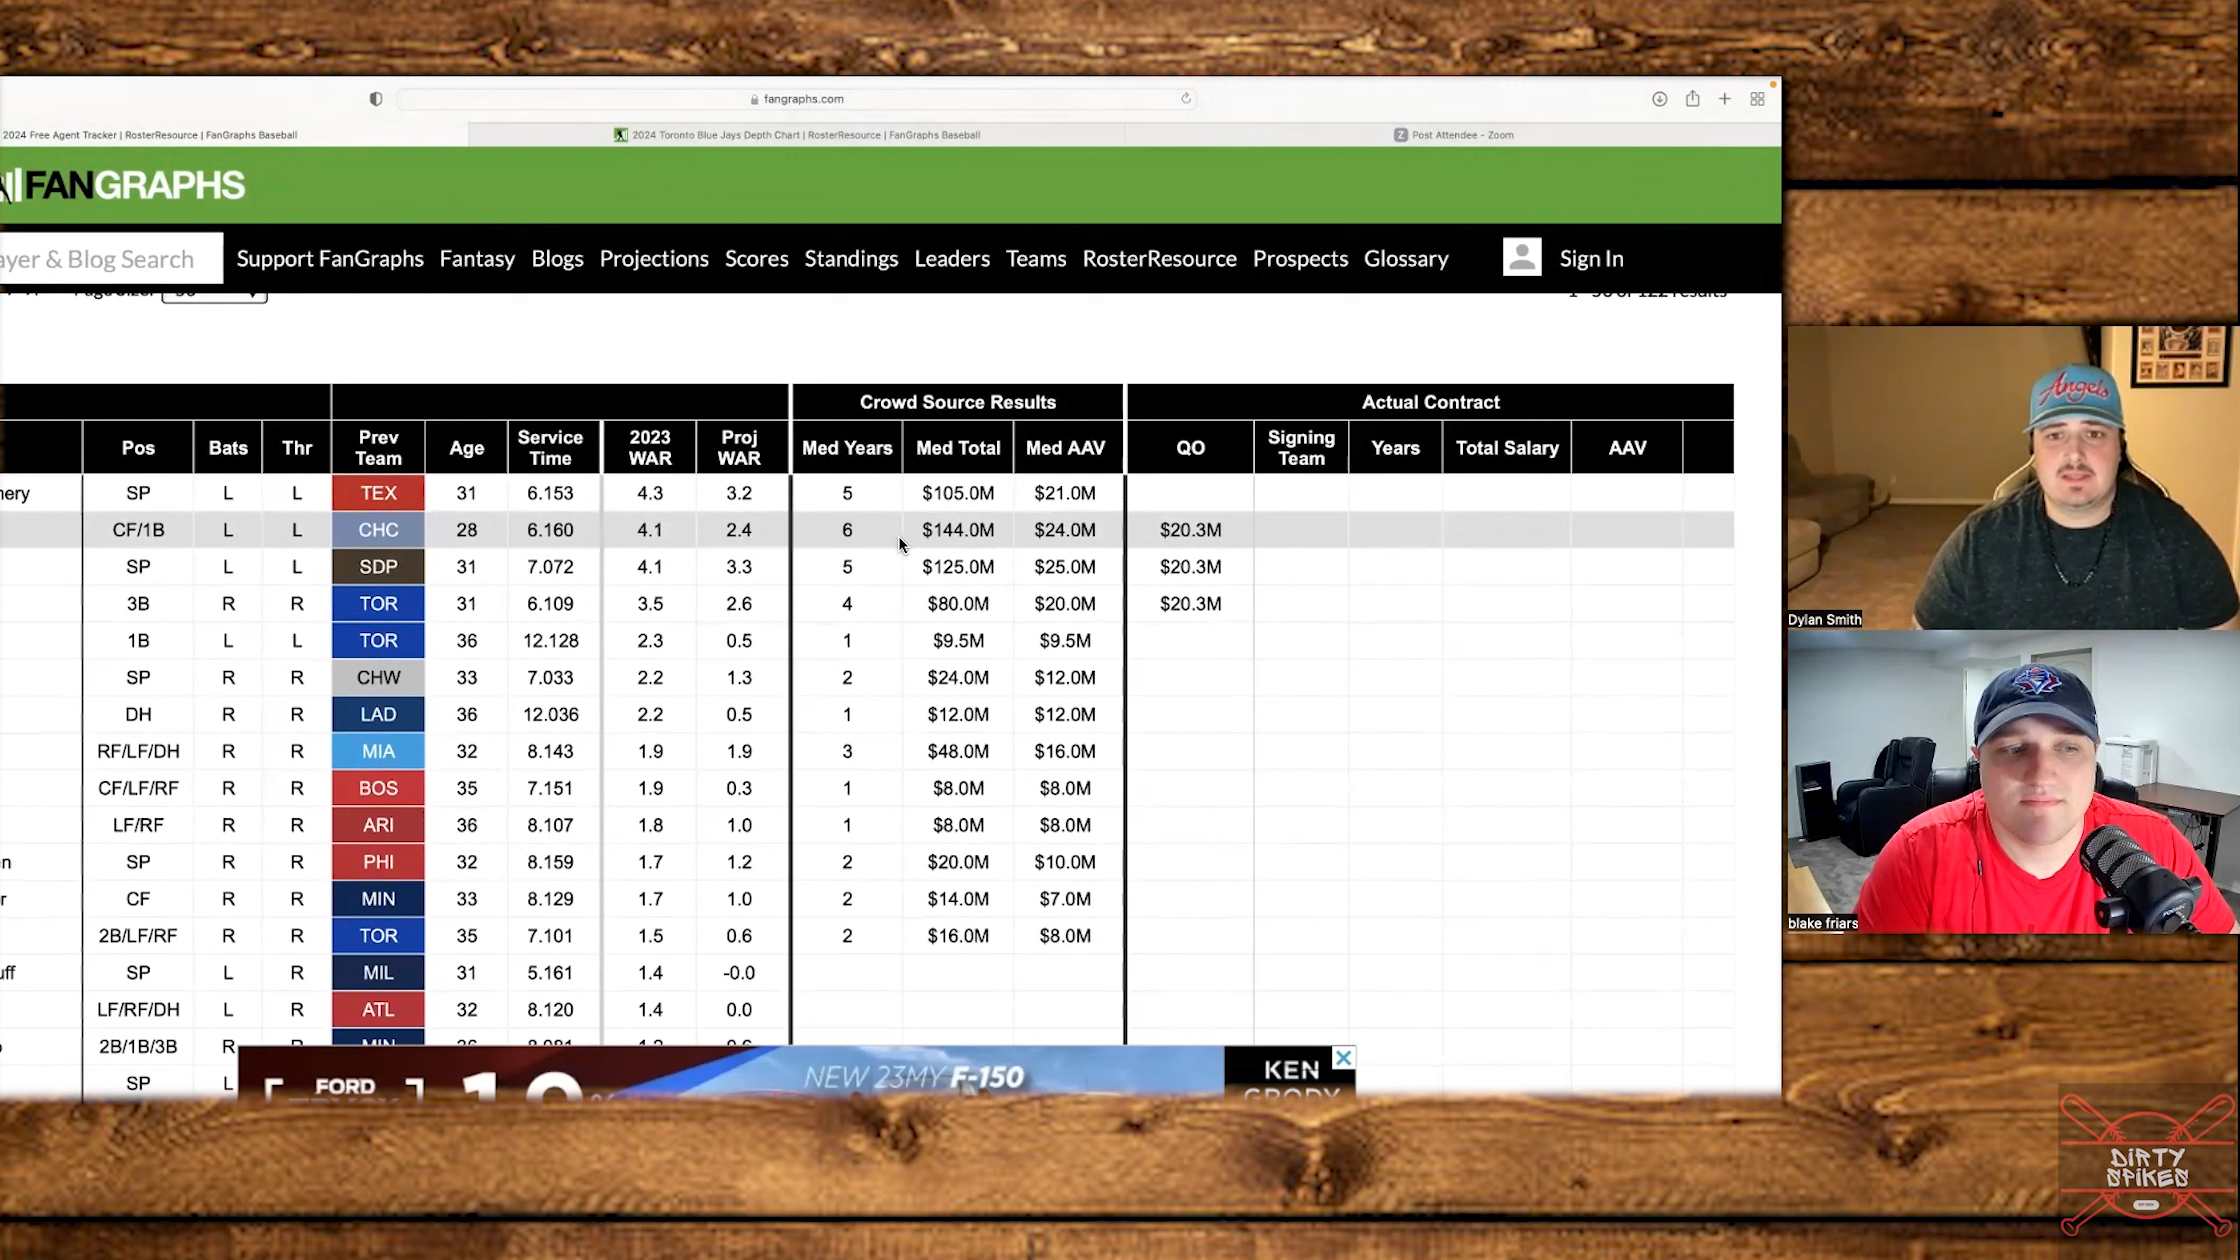 fangraphs.com
2024 Free Agent Tracker | RosterResource | FanGraphs Baseball
2024 Toronto Blue Jays Depth Chart | RosterResource | FanGraphs Baseball
Z Post Attendee - Zoom
FANGRAPHS
ayer & Blog Search Support FanGraphs Fantasy Blogs Projections Scores Standings Leaders Teams RosterResource Prospects Glossary Sign In
Crowd Source Results Actual Contract
Pos Bats Thr Prev Team Age Service Time 2023 WAR Proj WAR Med Years Med Total Med AAV QO Signing Team Years Total Salary AAV
nery SP L L TEX 31 6.153 4.3 3.2 5 $105.0M $21.0M
CF/1B L L CHC 28 6.160 4.1 2.4 6 $144.0M $24.0M $20.3M
SP L L SDP 31 7.072 4.1 3.3 5 $125.0M $25.0M $20.3M
3B R R TOR 31 6.109 3.5 2.6 4 $80.0M $20.0M $20.3M
1B L L TOR 36 12.128 2.3 0.5 1 $9.5M $9.5M
SP R R CHW 33 7.033 2.2 1.3 2 $24.0M $12.0M
DH R R LAD 36 12.036 2.2 0.5 1 $12.0M $12.0M
RF/LF/DH R R MIA 32 8.143 1.9 1.9 3 $48.0M $16.0M
CF/LF/RF R R BOS 35 7.151 1.9 0.3 1 $8.0M $8.0M
LF/RF R R ARI 36 8.107 1.8 1.0 1 $8.0M $8.0M
n SP R R PHI 32 8.159 1.7 1.2 2 $20.0M $10.0M
r CF R R MIN 33 8.129 1.7 1.0 2 $14.0M $7.0M
2B/LF/RF R R TOR 35 7.101 1.5 0.6 2 $16.0M $8.0M
uff SP L R MIL 31 5.161 1.4 -0.0
LF/RF/DH L R ATL 32 8.120 1.4 0.0
2B/1B/3B R MIN
SP L
FORD
NEW 23MY F-150
KEN
GRODY
Dylan Smith
blake friars
DIRTY
SPIKES